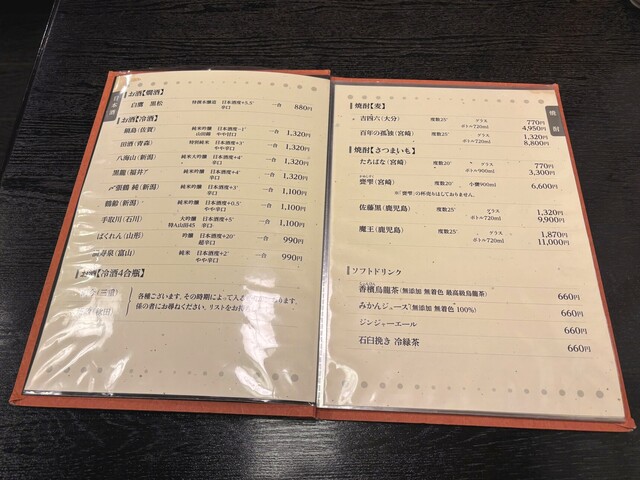 日本酒
お酒【燗酒】
白鷹 黒松 特別本醸造 日本酒度+5.5゜ 辛口 一合 880円
お酒【冷酒】
鍋島(佐賀) 純米吟醸 山田錦 日本酒度-1゜ やや甘口 一合 1,320円
田酒(青森) 特別純米 日本酒度+3゜ やや辛口 一合 1,320円
八海山(新潟) 純米大吟醸 日本酒度+4゜ 辛口 一合 1,320円
黒龍(福井) 純米吟醸 日本酒度+4゜ 辛口 一合 1,320円
〆張鶴 純(新潟) 純米吟醸 日本酒度+3゜ 辛口 一合 1,100円
鶴齢(新潟) 純米吟醸 日本酒度+0.5゜ やや辛口 一合 1,100円
手取川(石川) 大吟醸 特A山田45 日本酒度+5゜ 辛口 一合 1,100円
ばくれん(山形) 吟醸 日本酒度+20゜ 超辛口 一合 990円
寿泉(富山) 純米 日本酒度+2゜ やや辛口 一合 990円
お酒【冷酒4合瓶】
(三重)
各種ございます。その時期によって入
係の者にお尋ねください。リストをお持
焼酎
焼酎【麦】
吉四六(大分) 度数25゜ グラス 770円
ボトル720ml 4,950円
百年の孤独(宮崎) 度数40゜ グラス 1,320円
ボトル720ml 8,800円
焼酎【さつまいも】
たちばな(宮崎) 度数20゜ グラス 770円
ボトル900ml 3,300円
甕雫(宮崎) 度数20゜ 小甕900ml 6,600円
※「甕雫」の杯売りはしておりません。
佐藤黒(鹿児島) 度数25゜ グラス 1,320円
ボトル720ml 9,900円
魔王(鹿児島) 度数25゜ グラス 1,870円
ボトル720ml 11,000円
ソフトドリンク
香檳烏龍茶(無添加 無着色 最高級烏龍茶) 660円
みかんジュース(無添加 無着色 100%) 660円
ジンジャーエール 660円
石臼挽き 冷緑茶 660円